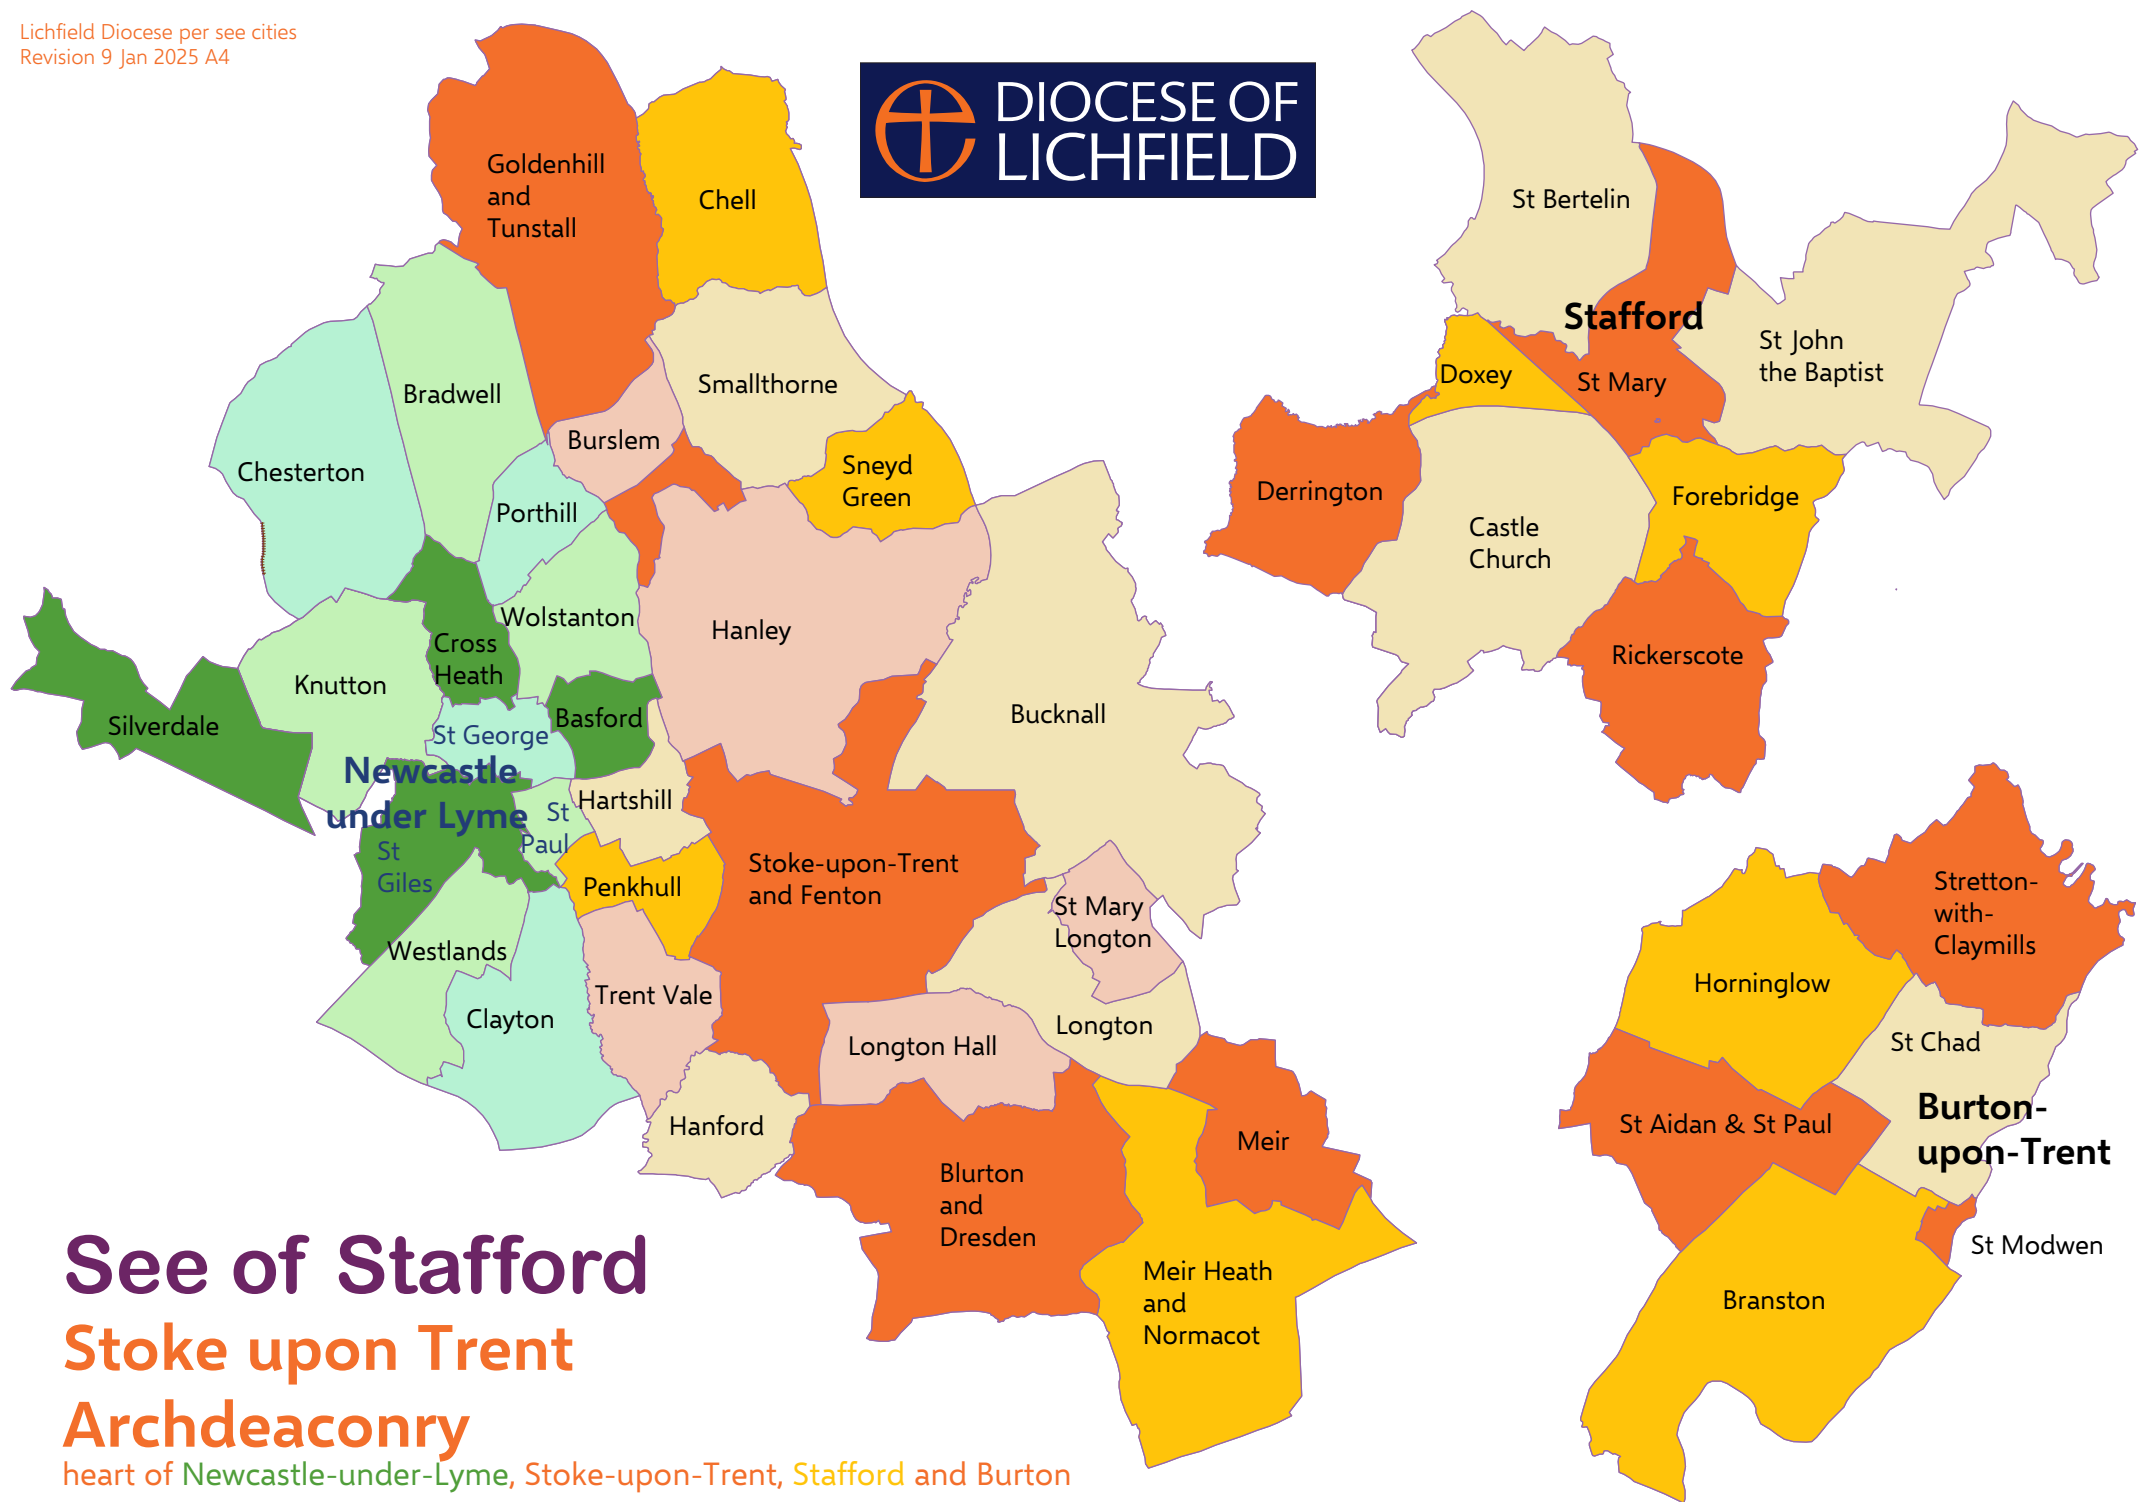 Lichfield Diocese per see cities
Revision 9 Jan 2025 A4
DIOCESE OF
LICHFIELD
Goldenhill
and
Tunstall
Chell
Bradwell
Chesterton
Burslem
Smallthorne
Sneyd
Green
Porthill
Wolstanton
Cross
Heath
Hanley
Knutton
Silverdale
Basford
St George
Newcastle
under Lyme
St
Giles
St
Paul
Hartshill
Penkhull
Bucknall
Stoke-upon-Trent
and Fenton
St Mary
Longton
Westlands
Clayton
Trent Vale
Longton
Longton Hall
Hanford
Meir
Blurton
and
Dresden
Meir Heath
and
Normacot
St Bertelin
Stafford
St John
the Baptist
Doxey
St Mary
Derrington
Castle
Church
Forebridge
Rickerscote
Stretton-
with-
Claymills
Horninglow
St Chad
Burton-
upon-Trent
St Aidan & St Paul
St Modwen
Branston
See of Stafford
Stoke upon Trent
Archdeaconry
heart of Newcastle-under-Lyme, Stoke-upon-Trent, Stafford and Burton